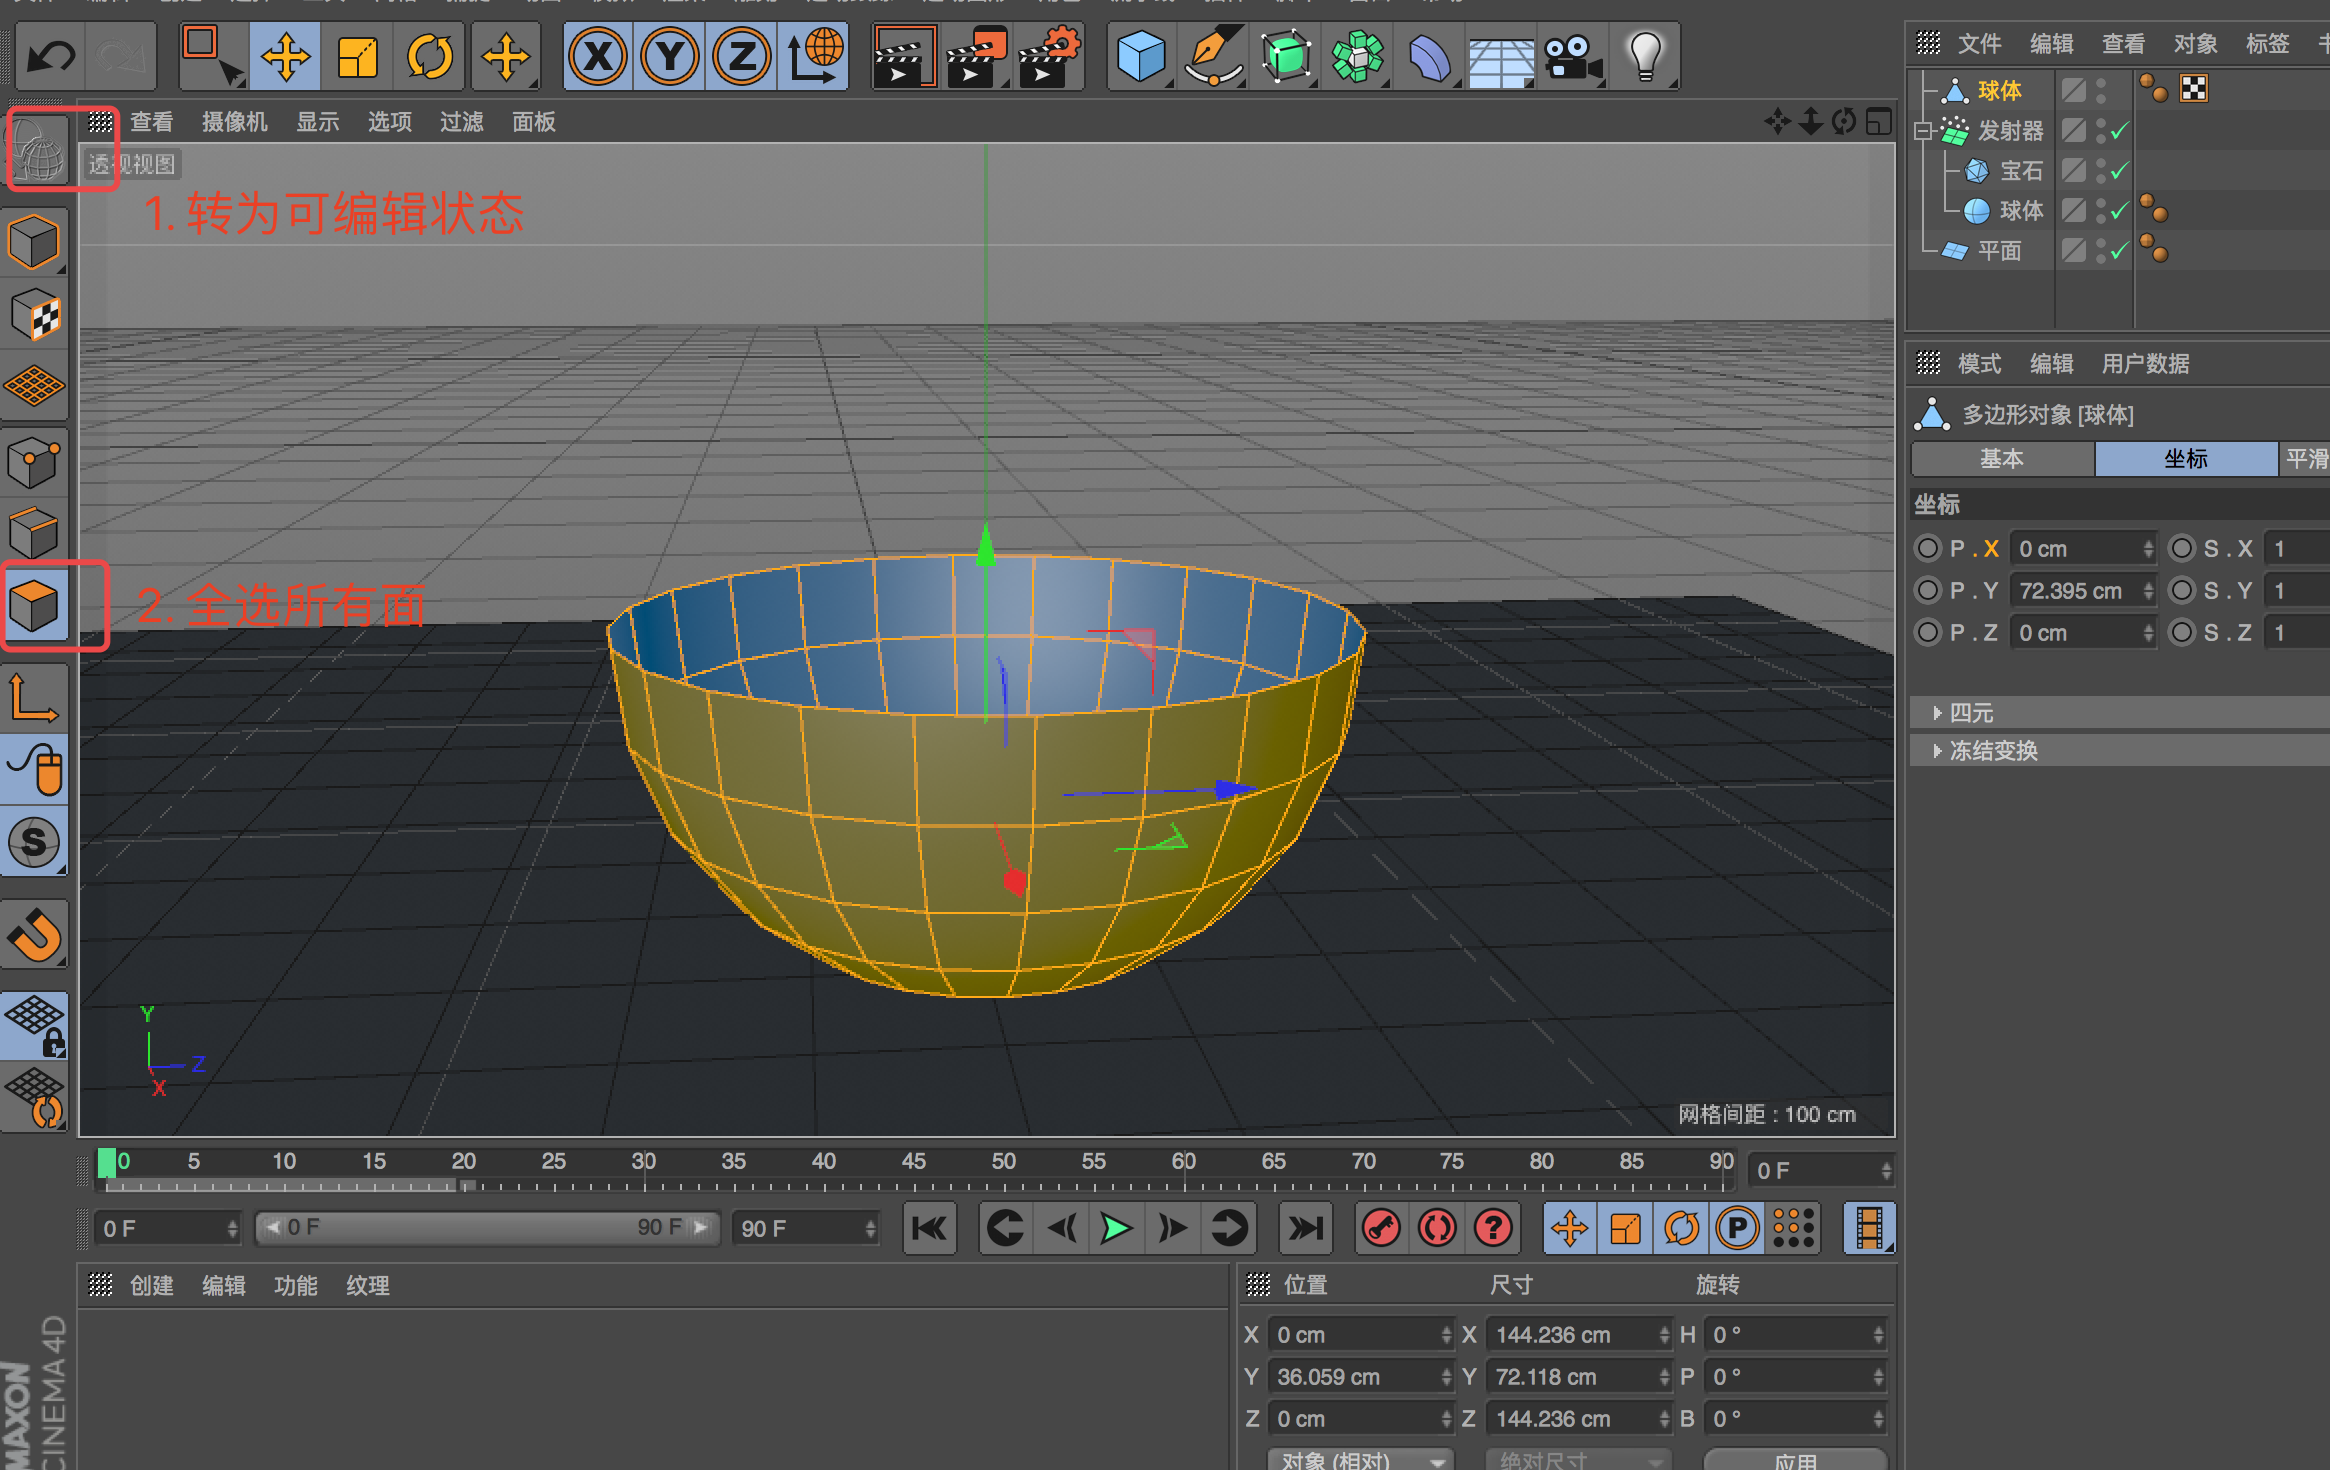 文件 编辑 查看 对象 标签
查看 摄像机 显示 选项 过滤 面板
透视视图
1. 转为可编辑状态
2. 全选所有面
球体
发射器
宝石
球体
平面
模式 编辑 用户数据
多边形对象 [球体]
基本 坐标 平滑
坐标
P . X 0 cm S . X 1
P . Y 72.395 cm S . Y 1
P . Z 0 cm S . Z 1
四元
冻结变换
X Y Z
S
Y
Z
X
网格间距 : 100 cm
0 5 10 15 20 25 30 35 40 45 50 55 60 65 70 75 80 85 90 0 F
0 F 0 F 90 F 90 F ? P
创建 编辑 功能 纹理
位置 尺寸 旋转
X 0 cm X 144.236 cm H 0 °
Y 36.059 cm Y 72.118 cm P 0 °
Z 0 cm Z 144.236 cm B 0 °
对象 (相对) 绝对尺寸 应用
MAXON
CINEMA 4D